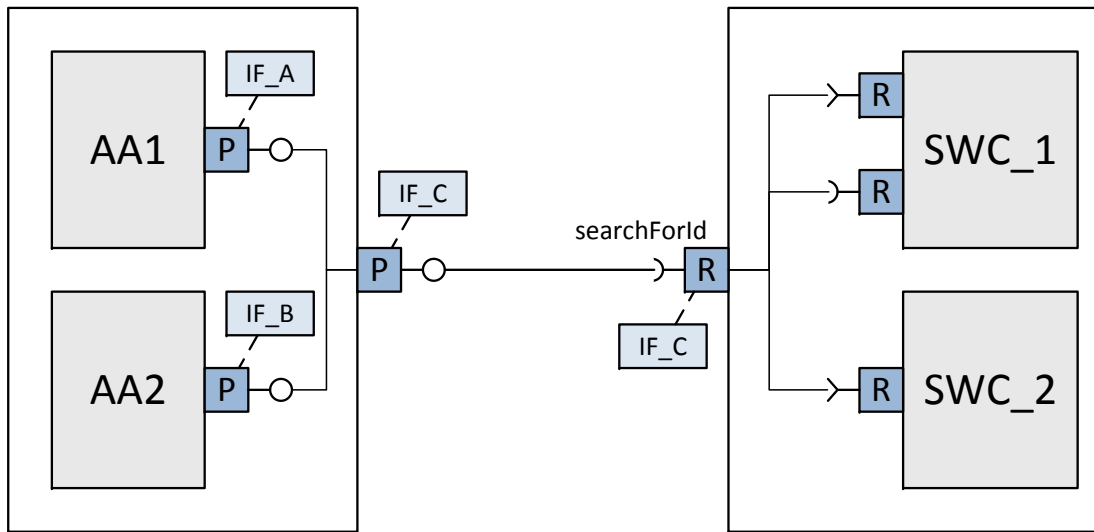 IF_A
AA1
P
IF_C
P
IF_B
AA2
P
searchForId
R
IF_C
R
SWC_1
R
R
SWC_2